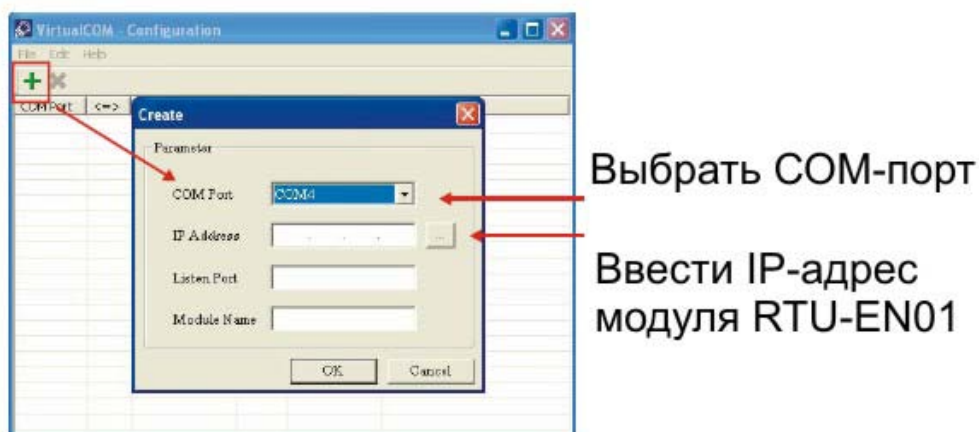 VirtualCOM - Configuration
File Edit Help
COM Port <=>
Create
Parameter
COM Port COM4
IP Address . . . ...
Listen Port
Module Name
OK Cancel
Выбрать COM-порт
Ввести IP-адрес
модуля RTU-EN01